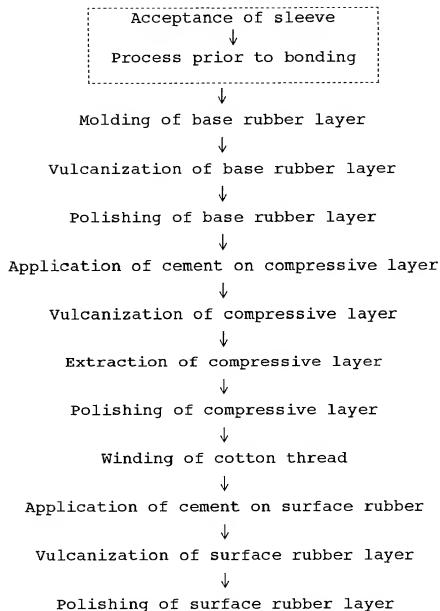 Acceptance of sleeve
↓
Process prior to bonding
↓
Molding of base rubber layer
↓
Vulcanization of base rubber layer
↓
Polishing of base rubber layer
↓
Application of cement on compressive layer
↓
Vulcanization of compressive layer
↓
Extraction of compressive layer
↓
Polishing of compressive layer
↓
Winding of cotton thread
↓
Application of cement on surface rubber
↓
Vulcanization of surface rubber layer
↓
Polishing of surface rubber layer